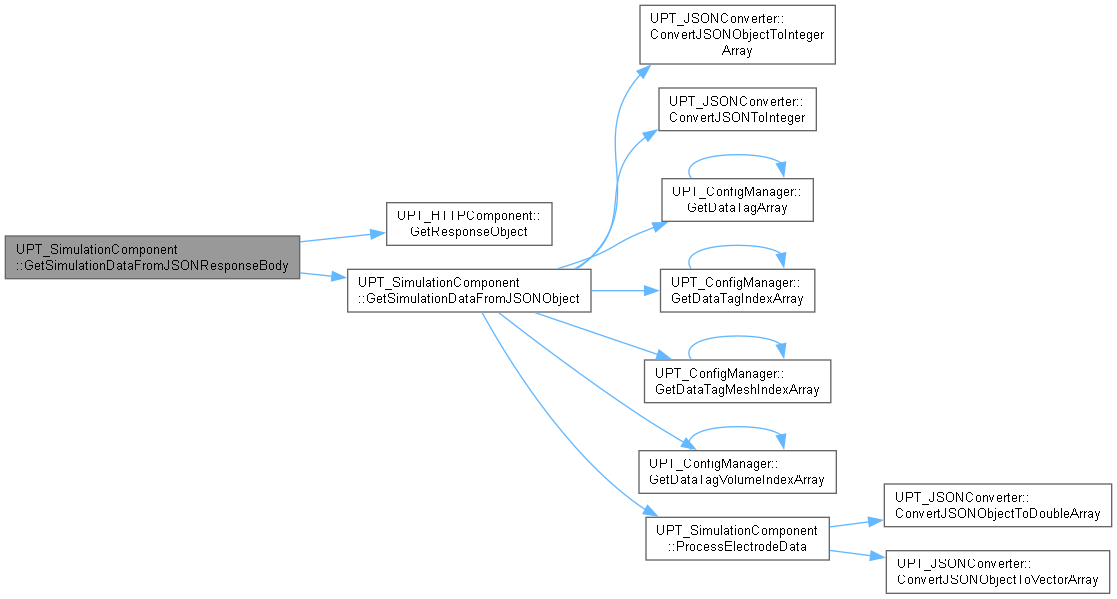 UPT_JSONConverter::
ConvertJSONObjectToInteger
Array
UPT_JSONConverter::
ConvertJSONToInteger
UPT_ConfigManager::
GetDataTagArray
UPT_HTTPComponent::
GetResponseObject
UPT_SimulationComponent
::GetSimulationDataFromJSONResponseBody
UPT_SimulationComponent
::GetSimulationDataFromJSONObject
UPT_ConfigManager::
GetDataTagIndexArray
UPT_ConfigManager::
GetDataTagMeshIndexArray
UPT_ConfigManager::
GetDataTagVolumeIndexArray
UPT_SimulationComponent
::ProcessElectrodeData
UPT_JSONConverter::
ConvertJSONObjectToDoubleArray
UPT_JSONConverter::
ConvertJSONObjectToVectorArray